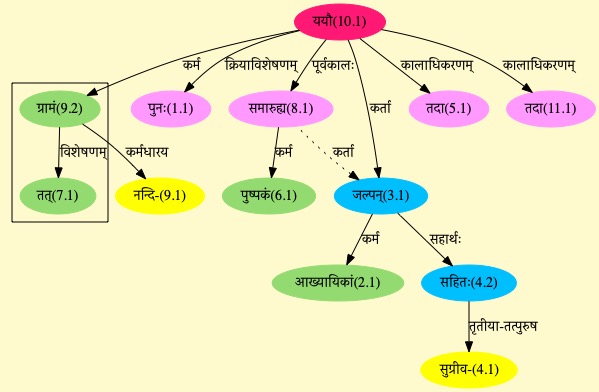 ययौ(10.1)
कर्म
क्रियाविशेषणम्
पूर्वकालः
कर्ता
कालाधिकरणम्
कालाधिकरणम्
ग्रामं(9.2)
पुनः(1.1)
समारुह्य(8.1)
तदा(5.1)
तदा(11.1)
विशेषणम्
कर्मधारय
कर्म
कर्ता
तत्(7.1)
नन्दि-(9.1)
पुष्पकं(6.1)
जल्पन्(3.1)
कर्म
सहार्थः
आख्यायिकां(2.1)
सहितः(4.2)
तृतीया-तत्पुरुष
सुग्रीव-(4.1)